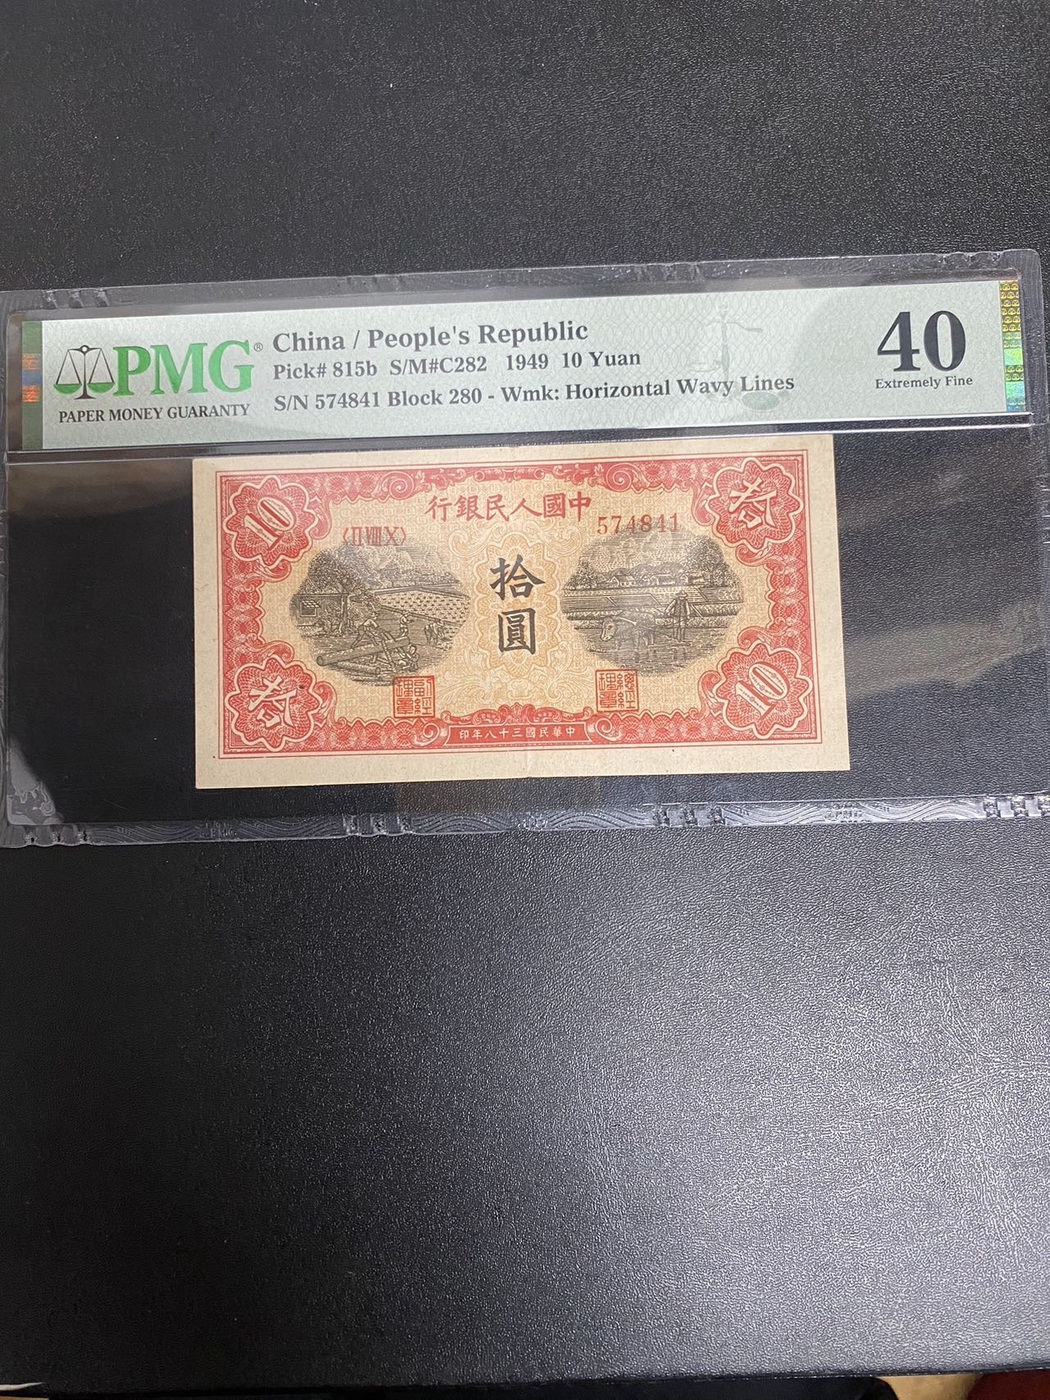 PMG®
PAPER MONEY GUARANTY
China / People's Republic
Pick# 815b S/M#C282 1949 10 Yuan
S/N 574841 Block 280 - Wmk: Horizontal Wavy Lines
40
Extremely Fine
行銀民人國中
10
拾
〈ⅡⅧⅩ〉
574841
拾
圓
拾
10
印年八十三國民華中